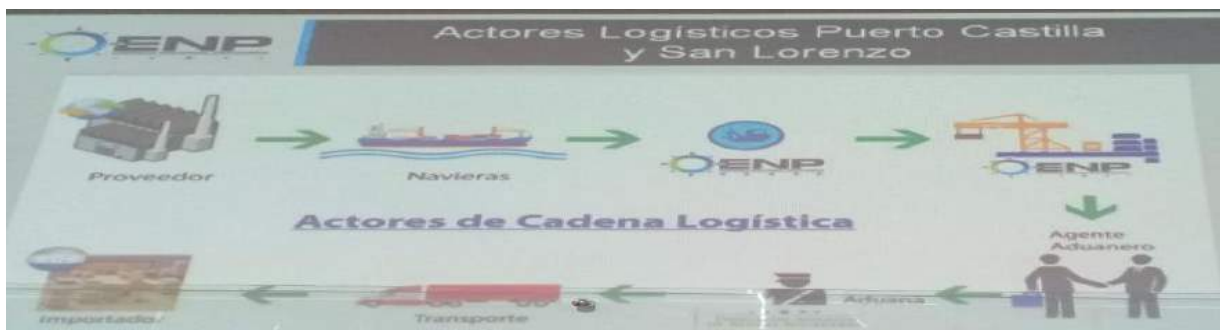 ENP
Actores Logísticos Puerto Castilla
y San Lorenzo
Proveedor
Navieras
ENP
ENP
Actores de Cadena Logística
Agente
Aduanero
Aduana
Transporte
Importado